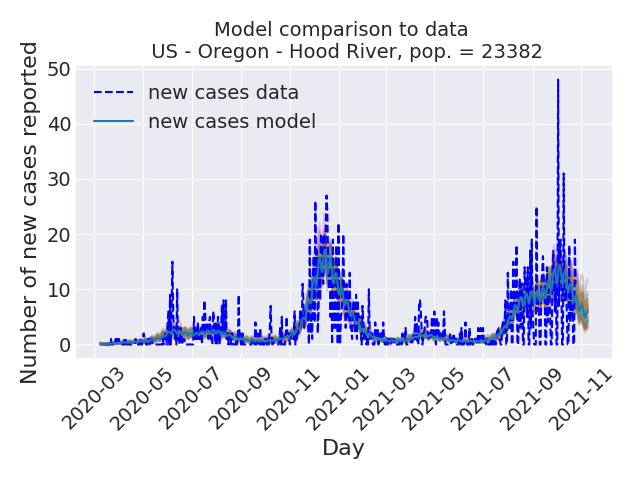 Model comparison to data
US - Oregon - Hood River, pop. = 23382
Number of new cases reported
50
40
30
20
10
0
new cases data
new cases model
2020-03
2020-05
2020-07
2020-09
2020-11
2021-01
2021-03
2021-05
2021-07
2021-09
2021-11
Day